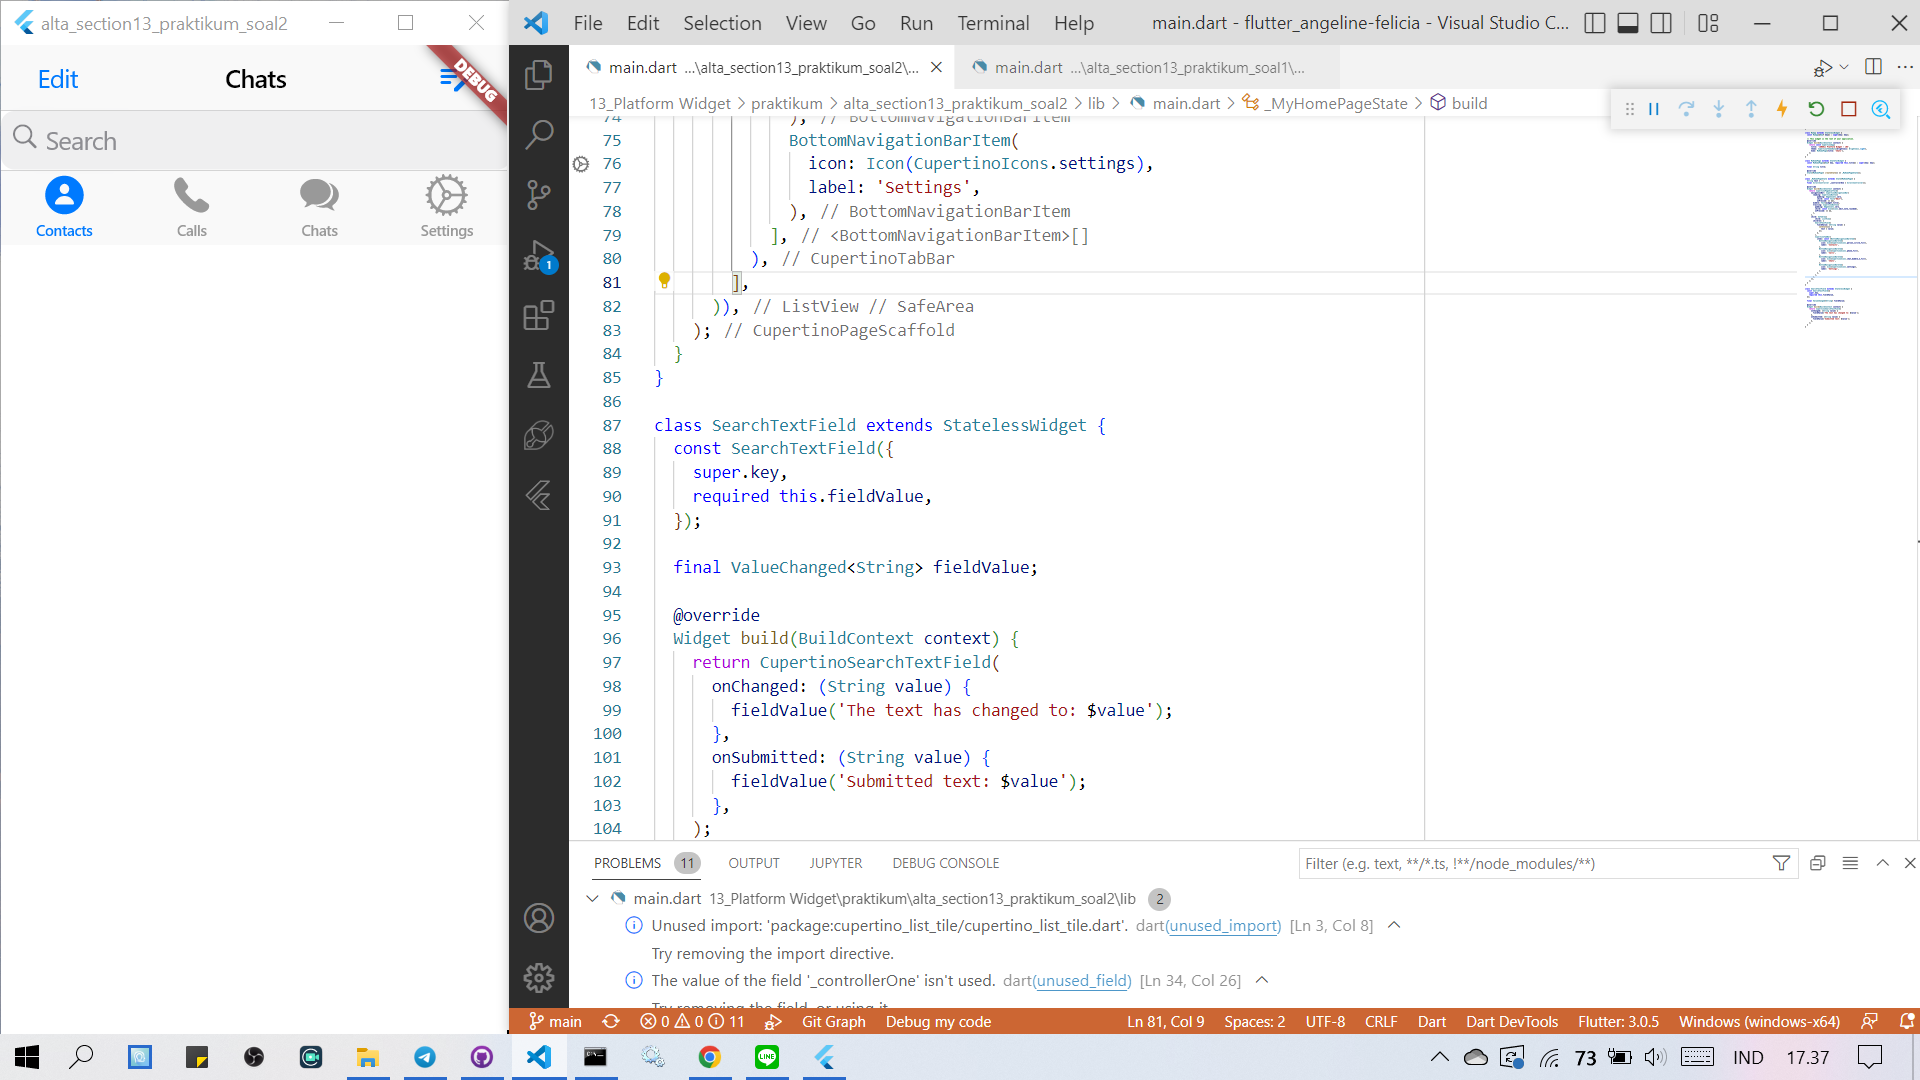 alta_section13_praktikum_soal2
Edit
Chats
DEBUG
Search
Contacts
Calls
Chats
Settings
File Edit Selection View Go Run Terminal Help
main.dart - flutter_angeline-felicia - Visual Studio C...
main.dart ...\alta_section13_praktikum_soal2\...
main.dart ...\alta_section13_praktikum_soal1\...
13_Platform Widget > praktikum > alta_section13_praktikum_soal2 > lib > main.dart > _MyHomePageState > build
74 ), // BottomNavigationBarItem
75 BottomNavigationBarItem(
76 icon: Icon(CupertinoIcons.settings),
77 label: 'Settings',
78 ), // BottomNavigationBarItem
79 ], // <BottomNavigationBarItem>[]
80 ), // CupertinoTabBar
81 ],
82 )), // ListView // SafeArea
83 ); // CupertinoPageScaffold
84 }
85 }
86
87 class SearchTextField extends StatelessWidget {
88 const SearchTextField({
89 super.key,
90 required this.fieldValue,
91 });
92
93 final ValueChanged<String> fieldValue;
94
95 @override
96 Widget build(BuildContext context) {
97 return CupertinoSearchTextField(
98 onChanged: (String value) {
99 fieldValue('The text has changed to: $value');
100 },
101 onSubmitted: (String value) {
102 fieldValue('Submitted text: $value');
103 },
104 );
1
PROBLEMS 11 OUTPUT JUPYTER DEBUG CONSOLE
Filter (e.g. text, **/*.ts, !**/node_modules/**)
main.dart 13_Platform Widget\praktikum\alta_section13_praktikum_soal2\lib 2
Unused import: 'package:cupertino_list_tile/cupertino_list_tile.dart'. dart(unused_import) [Ln 3, Col 8]
Try removing the import directive.
The value of the field '_controllerOne' isn't used. dart(unused_field) [Ln 34, Col 26]
Try removing the field, or using it.
main 0 0 11 Git Graph Debug my code Ln 81, Col 9 Spaces: 2 UTF-8 CRLF Dart Dart DevTools Flutter: 3.0.5 Windows (windows-x64)
LINE
73 IND 17.37